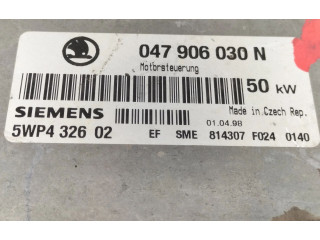 047 906 030 N
Motorsteuerung
50 kW
SIEMENS
Made in Czech Rep.
5WP4 326 02
01.04.98
EF SME 814307 F024 0140